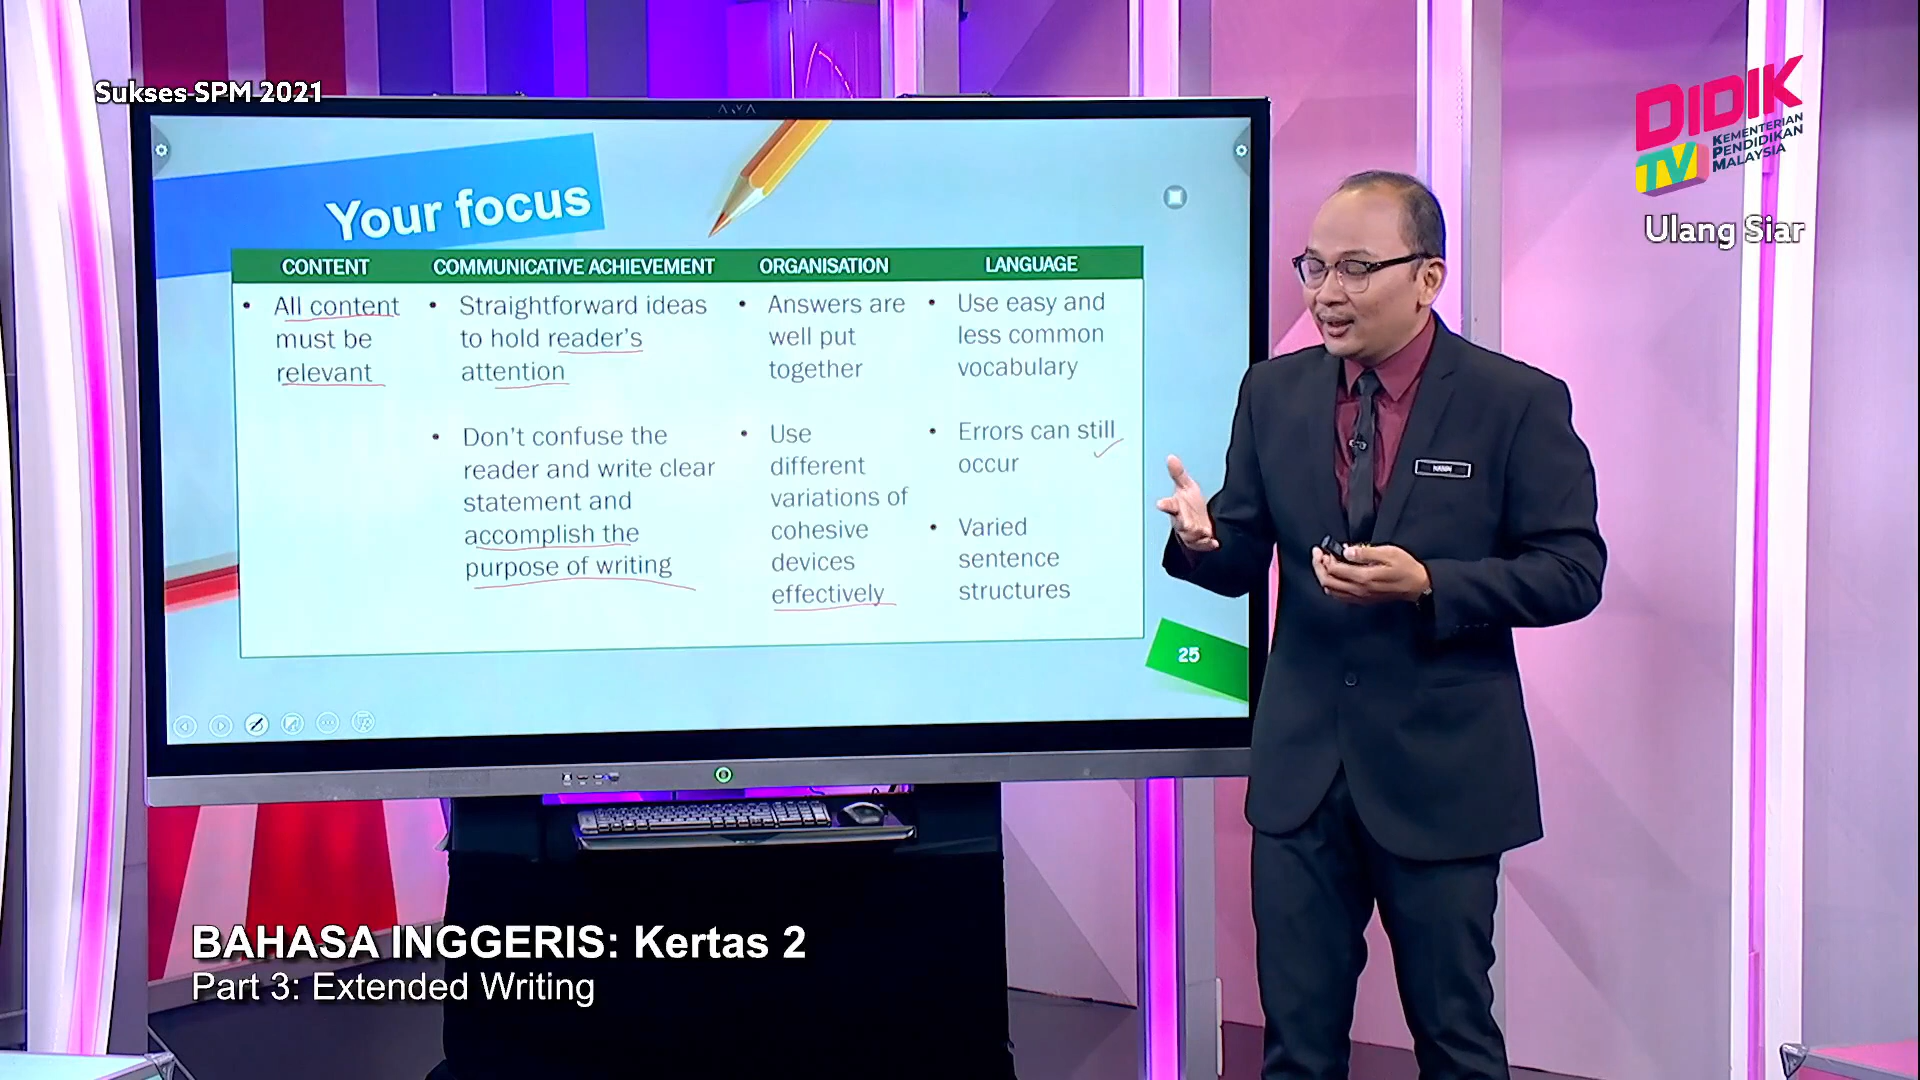 Sukses SPM 2021
DIDIK
TV
KEMENTERIAN
PENDIDIKAN
MALAYSIA
Ulang Siar
Your focus
CONTENT
• All content
must be
relevant
COMMUNICATIVE ACHIEVEMENT
• Straightforward ideas
to hold reader's
attention
• Don't confuse the
reader and write clear
statement and
accomplish the
purpose of writing
ORGANISATION
• Answers are
well put
together
• Use
different
variations of
cohesive
devices
effectively
LANGUAGE
• Use easy and
less common
vocabulary
• Errors can still
occur
• Varied
sentence
structures
25
BAHASA INGGERIS: Kertas 2
Part 3: Extended Writing